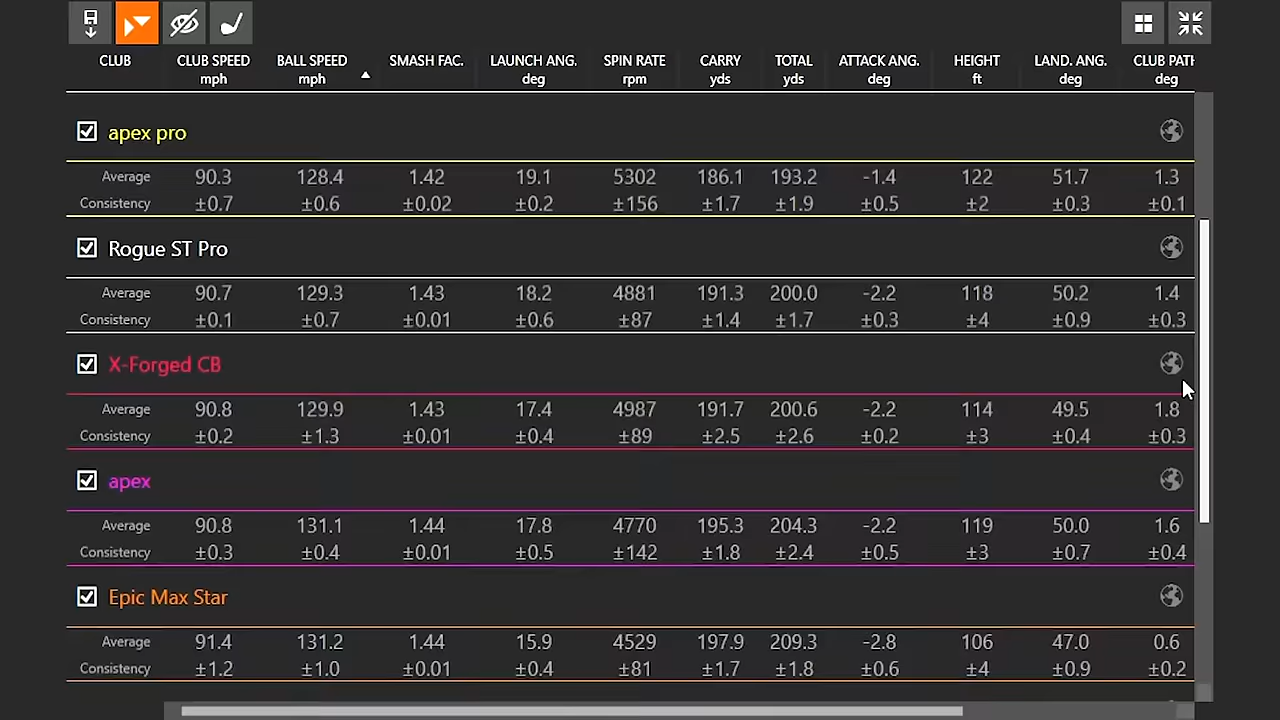 CLUB CLUB SPEED BALL SPEED SMASH FAC. LAUNCH ANG. SPIN RATE CARRY TOTAL ATTACK ANG. HEIGHT LAND. ANG. CLUB PATH
mph mph deg rpm yds yds deg ft deg deg
apex pro
Average 90.3 128.4 1.42 19.1 5302 186.1 193.2 -1.4 122 51.7 1.3
Consistency ±0.7 ±0.6 ±0.02 ±0.2 ±156 ±1.7 ±1.9 ±0.5 ±2 ±0.3 ±0.1
Rogue ST Pro
Average 90.7 129.3 1.43 18.2 4881 191.3 200.0 -2.2 118 50.2 1.4
Consistency ±0.1 ±0.7 ±0.01 ±0.6 ±87 ±1.4 ±1.7 ±0.3 ±4 ±0.9 ±0.3
X-Forged CB
Average 90.8 129.9 1.43 17.4 4987 191.7 200.6 -2.2 114 49.5 1.8
Consistency ±0.2 ±1.3 ±0.01 ±0.4 ±89 ±2.5 ±2.6 ±0.2 ±3 ±0.4 ±0.3
apex
Average 90.8 131.1 1.44 17.8 4770 195.3 204.3 -2.2 119 50.0 1.6
Consistency ±0.3 ±0.4 ±0.01 ±0.5 ±142 ±1.8 ±2.4 ±0.5 ±3 ±0.7 ±0.4
Epic Max Star
Average 91.4 131.2 1.44 15.9 4529 197.9 209.3 -2.8 106 47.0 0.6
Consistency ±1.2 ±1.0 ±0.01 ±0.4 ±81 ±1.7 ±1.8 ±0.6 ±4 ±0.9 ±0.2